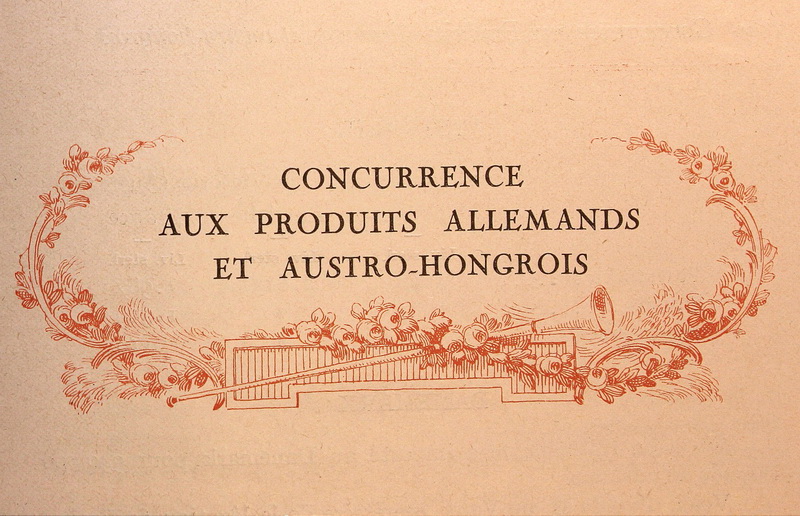 CONCURRENCE
AUX PRODUITS ALLEMANDS
ET AUSTRO-HONGROIS